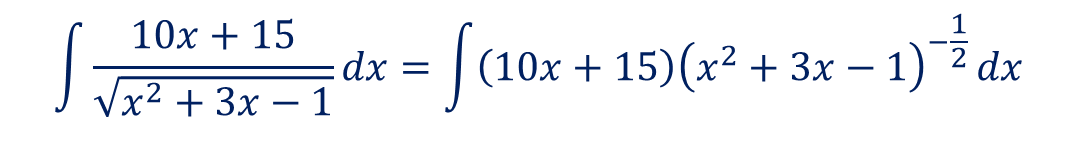 ∫ (10x + 15)/√(x² + 3x − 1) dx = ∫(10x + 15)(x² + 3x − 1)^(−1/2) dx